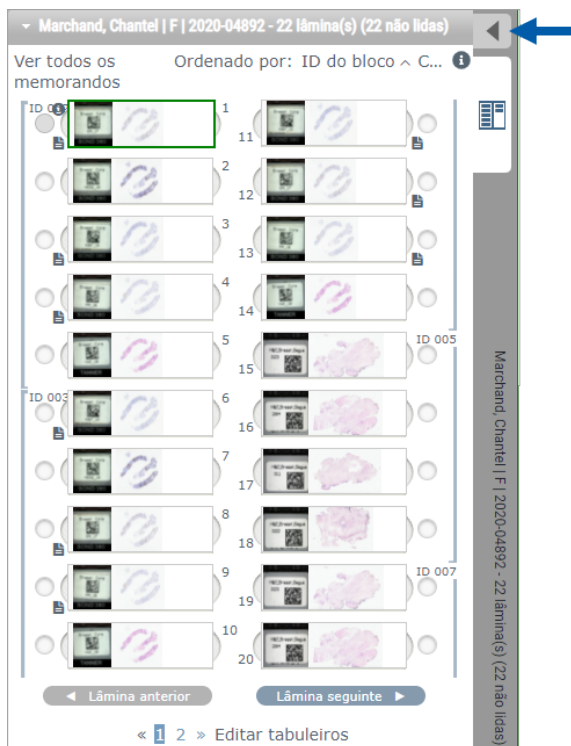 Marchand, Chantel | F | 2020-04892 - 22 lâmina(s) (22 não lidas)
Ver todos os memorandos
Ordenado por: ID do bloco ^ C...
1
2
3
4
5
ID 003
6
7
8
9
10
11
12
13
14
ID 005
15
16
17
18
ID 007
19
20
Lâmina anterior
Lâmina seguinte
« 1 2 » Editar tabuleiros
Marchand, Chantel | F | 2020-04892 - 22 lâmina(s) (22 não lidas)